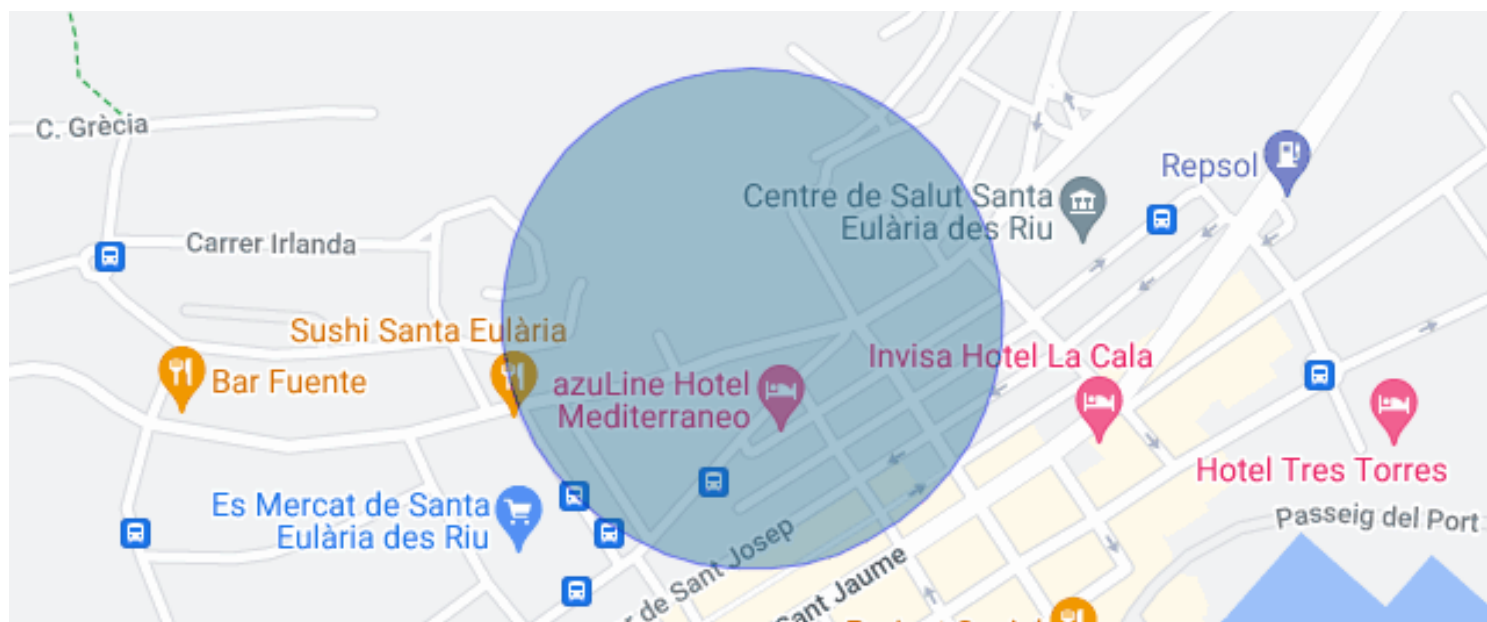 C. Grècia
Repsol
Centre de Salut Santa
Eulària des Riu
Carrer Irlanda
Sushi Santa Eulària
Bar Fuente
azuLine Hotel
Mediterraneo
Invisa Hotel La Cala
Hotel Tres Torres
Es Mercat de Santa
Eulària des Riu
Passeig del Port
de Sant Josep
Sant Jaume